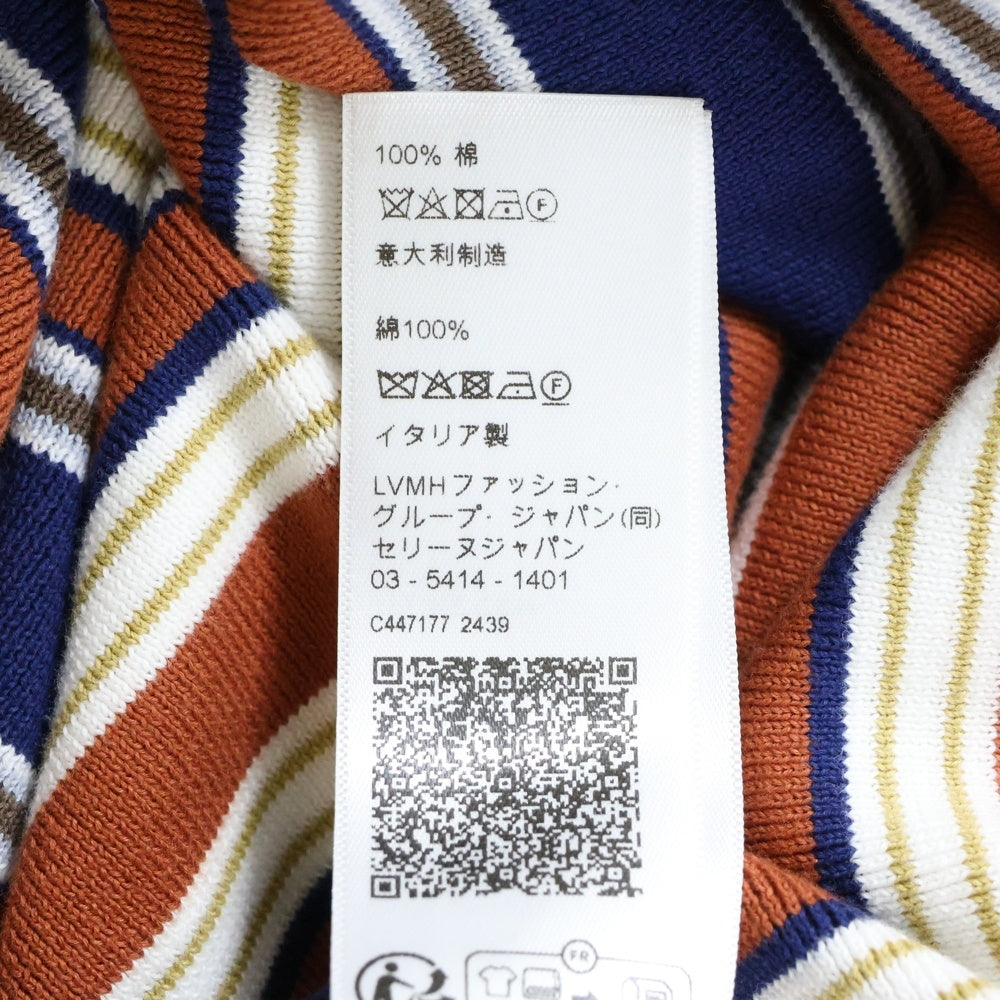 100% 棉
F
意大利制造
綿100%
F
イタリア製
LVMHファッション・
グループ・ ジャパン(同)
セリーヌジャパン
03 - 5414 - 1401
C447177 2439
FR